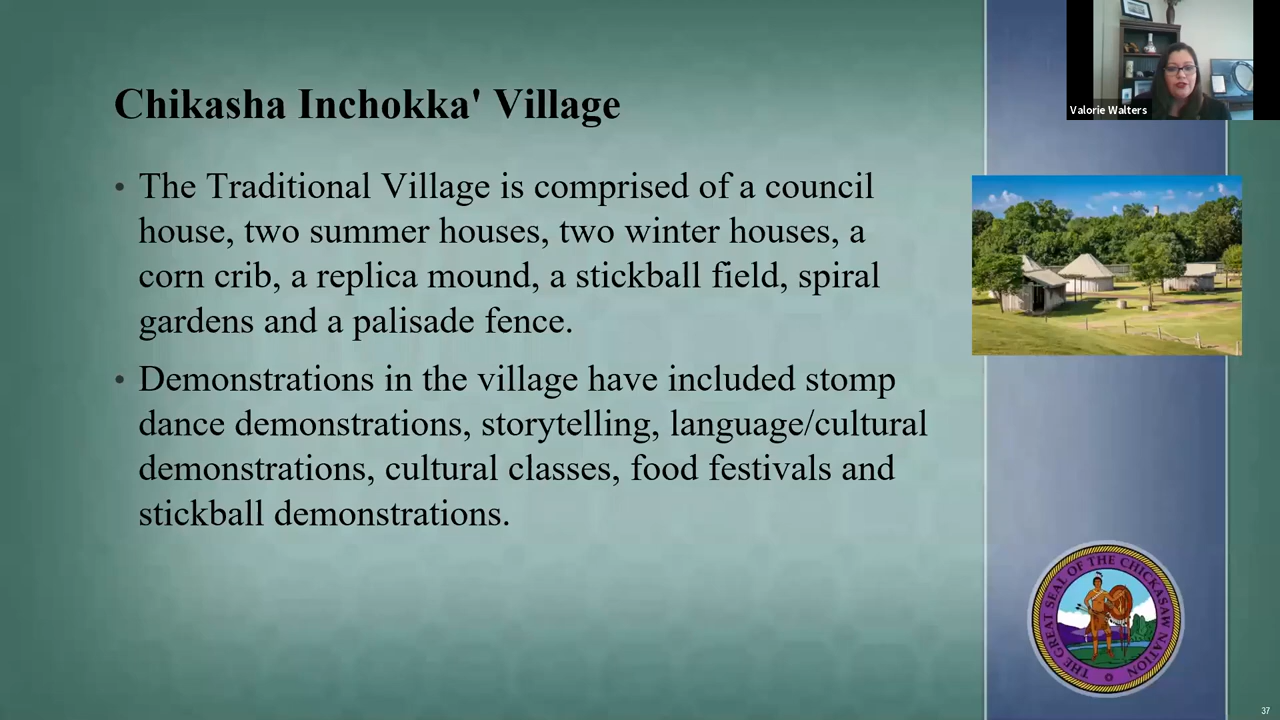 Valorie Walters
Chikasha Inchokka' Village
• The Traditional Village is comprised of a council
house, two summer houses, two winter houses, a
corn crib, a replica mound, a stickball field, spiral
gardens and a palisade fence.
• Demonstrations in the village have included stomp
dance demonstrations, storytelling, language/cultural
demonstrations, cultural classes, food festivals and
stickball demonstrations.
THE GREAT SEAL OF THE CHICKASAW NATION
37